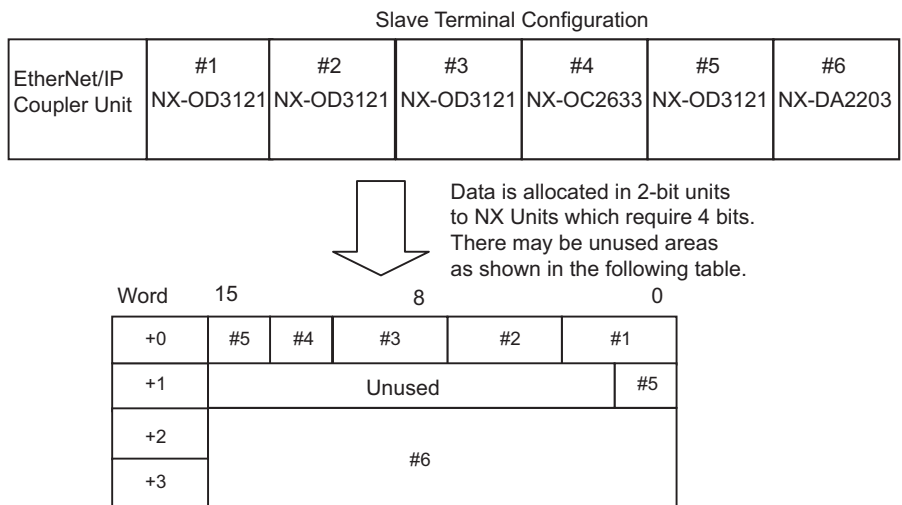 Slave Terminal Configuration
EtherNet/IP
Coupler Unit
#1
NX-OD3121
#2
NX-OD3121
#3
NX-OD3121
#4
NX-OC2633
#5
NX-OD3121
#6
NX-DA2203
Data is allocated in 2-bit units
to NX Units which require 4 bits.
There may be unused areas
as shown in the following table.
Word 15 8 0
+0 #5 #4 #3 #2 #1
+1 Unused #5
+2
#6
+3